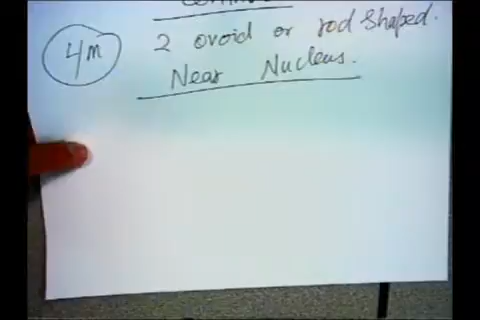 4m
2 ovoid or rod shaped.
Near Nucleus.